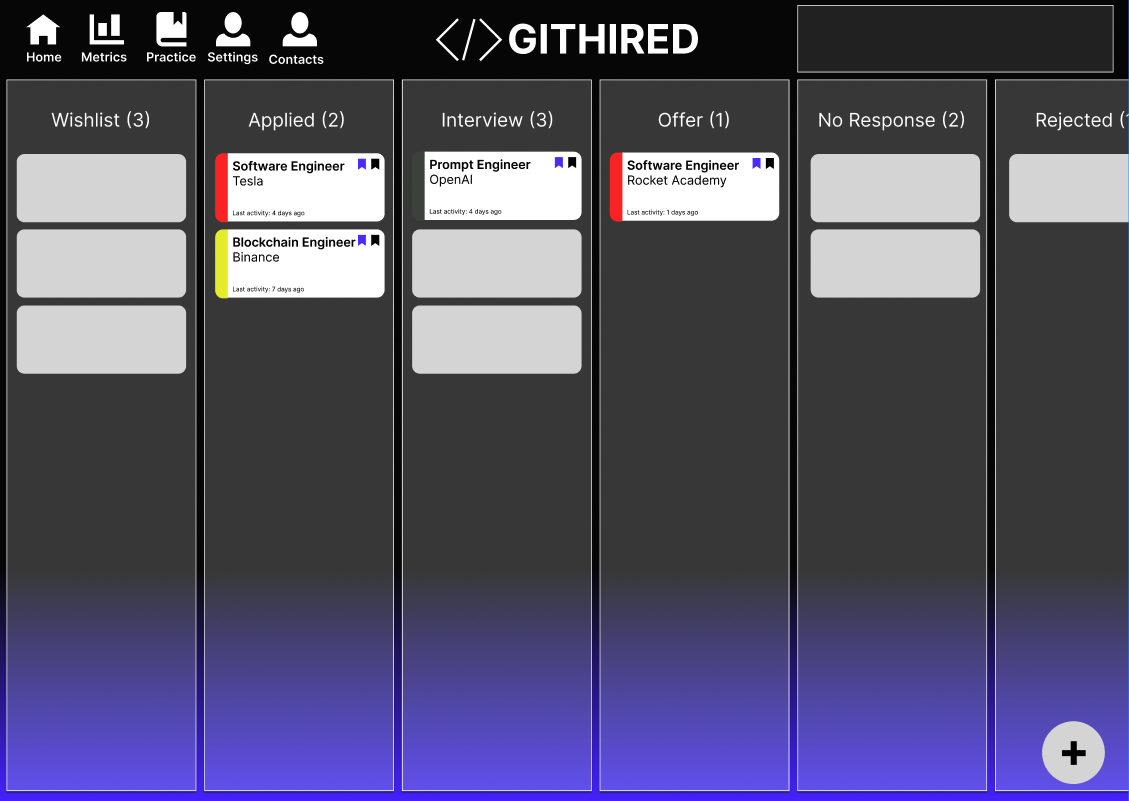 Home
Metrics
Practice
Settings
Contacts
</> GITHIRED
Wishlist (3)
Applied (2)
Software Engineer
Tesla
Last activity: 4 days ago
Blockchain Engineer
Binance
Last activity: 7 days ago
Interview (3)
Prompt Engineer
OpenAI
Last activity: 4 days ago
Offer (1)
Software Engineer
Rocket Academy
Last activity: 1 days ago
No Response (2)
Rejected (1